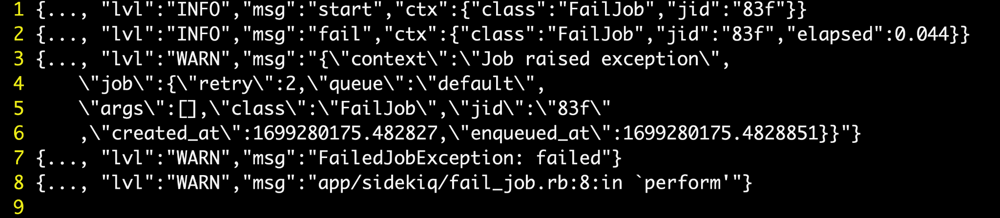 1 {..., "lvl":"INFO","msg":"start","ctx":{"class":"FailJob","jid":"83f"}}
2 {..., "lvl":"INFO","msg":"fail","ctx":{"class":"FailJob","jid":"83f","elapsed":0.044}}
3 {..., "lvl":"WARN","msg":"{\"context\":\"Job raised exception\",
4     \"job\":{\"retry\":2,\"queue\":\"default\",
5     \"args\":[],\"class\":\"FailJob\",\"jid\":\"83f\"
6     ,\"created_at\":1699280175.482827,\"enqueued_at\":1699280175.4828851}}"}
7 {..., "lvl":"WARN","msg":"FailedJobException: failed"}
8 {..., "lvl":"WARN","msg":"app/sidekiq/fail_job.rb:8:in `perform'"}
9